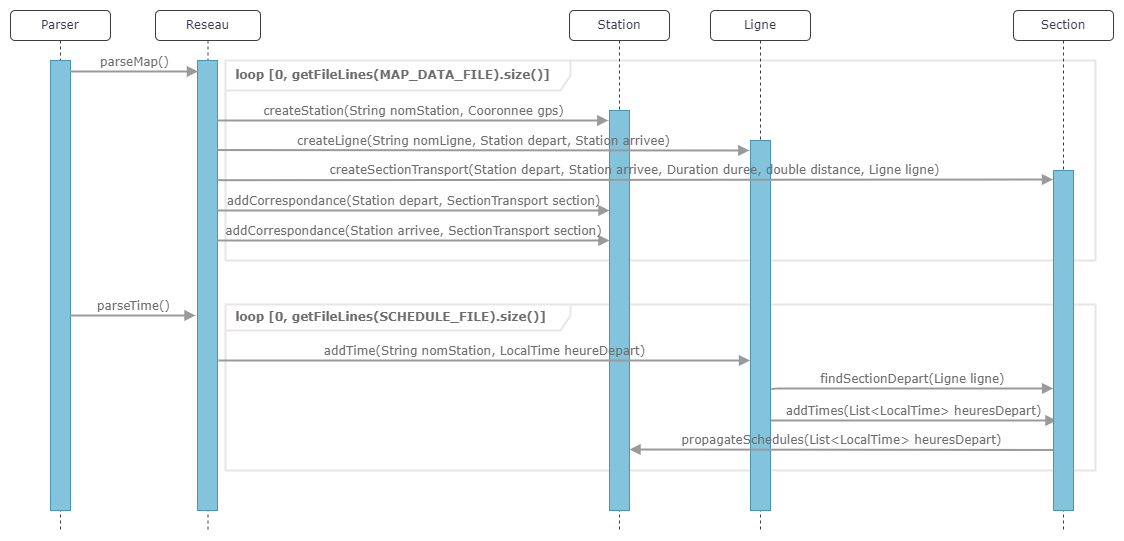 Parser Reseau Station Ligne Section
parseMap()
loop [0, getFileLines(MAP_DATA_FILE).size()]
createStation(String nomStation, Cooronnee gps)
createLigne(String nomLigne, Station depart, Station arrivee)
createSectionTransport(Station depart, Station arrivee, Duration duree, double distance, Ligne ligne)
addCorrespondance(Station depart, SectionTransport section)
addCorrespondance(Station arrivee, SectionTransport section)
parseTime()
loop [0, getFileLines(SCHEDULE_FILE).size()]
addTime(String nomStation, LocalTime heureDepart)
findSectionDepart(Ligne ligne)
addTimes(List<LocalTime> heuresDepart)
propagateSchedules(List<LocalTime> heuresDepart)